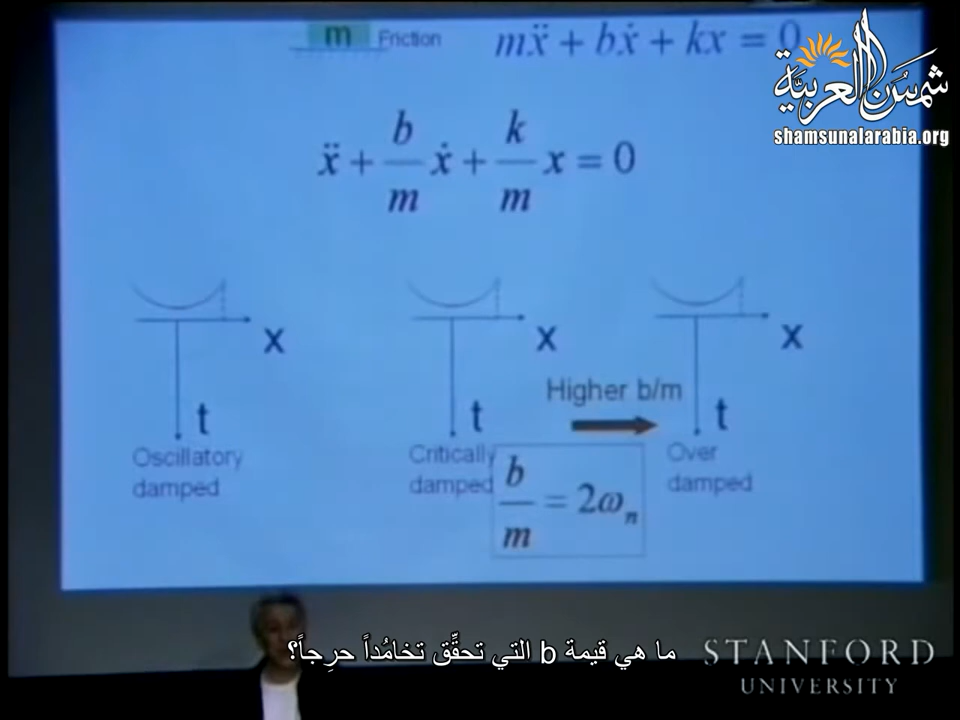 m Friction mẍ + bẋ + kx = 0
شمس العربية
shamsunalarabia.org
ẍ + b/m ẋ + k/m x = 0
x x x
Higher b/m
t t t
Oscillatory damped
Critically damped
Over damped
b/m = 2ωn
ما هي قيمة b التي تحقِّق تخامُداً حرِجاً؟
STANFORD
UNIVERSITY